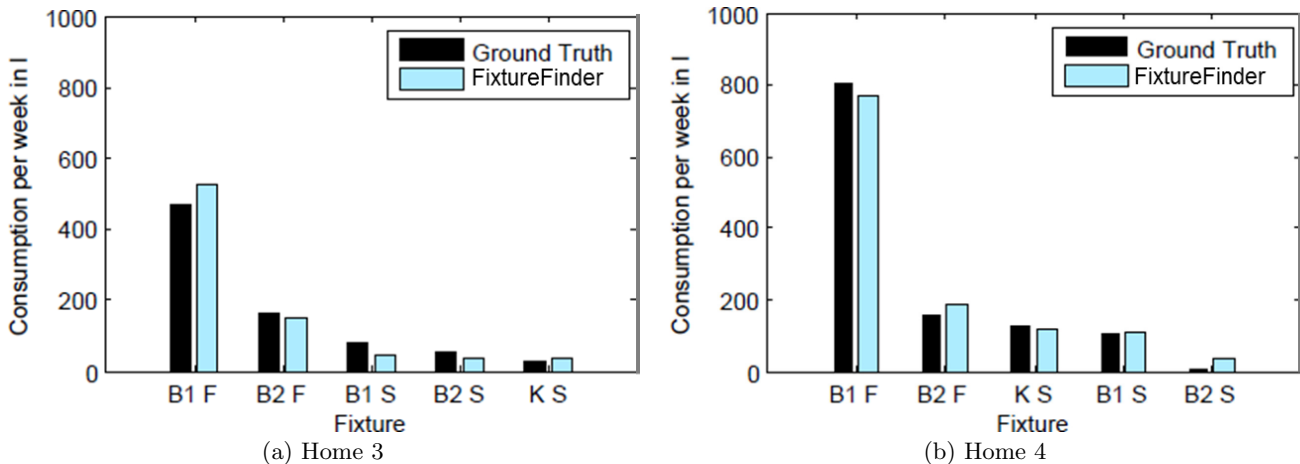 Consumption per week in l
1000
800
600
400
200
0
Ground Truth
FixtureFinder
B1 F B2 F B1 S B2 S K S
Fixture
(a) Home 3
Consumption per week in l
1000
800
600
400
200
0
Ground Truth
FixtureFinder
B1 F B2 F K S B1 S B2 S
Fixture
(b) Home 4